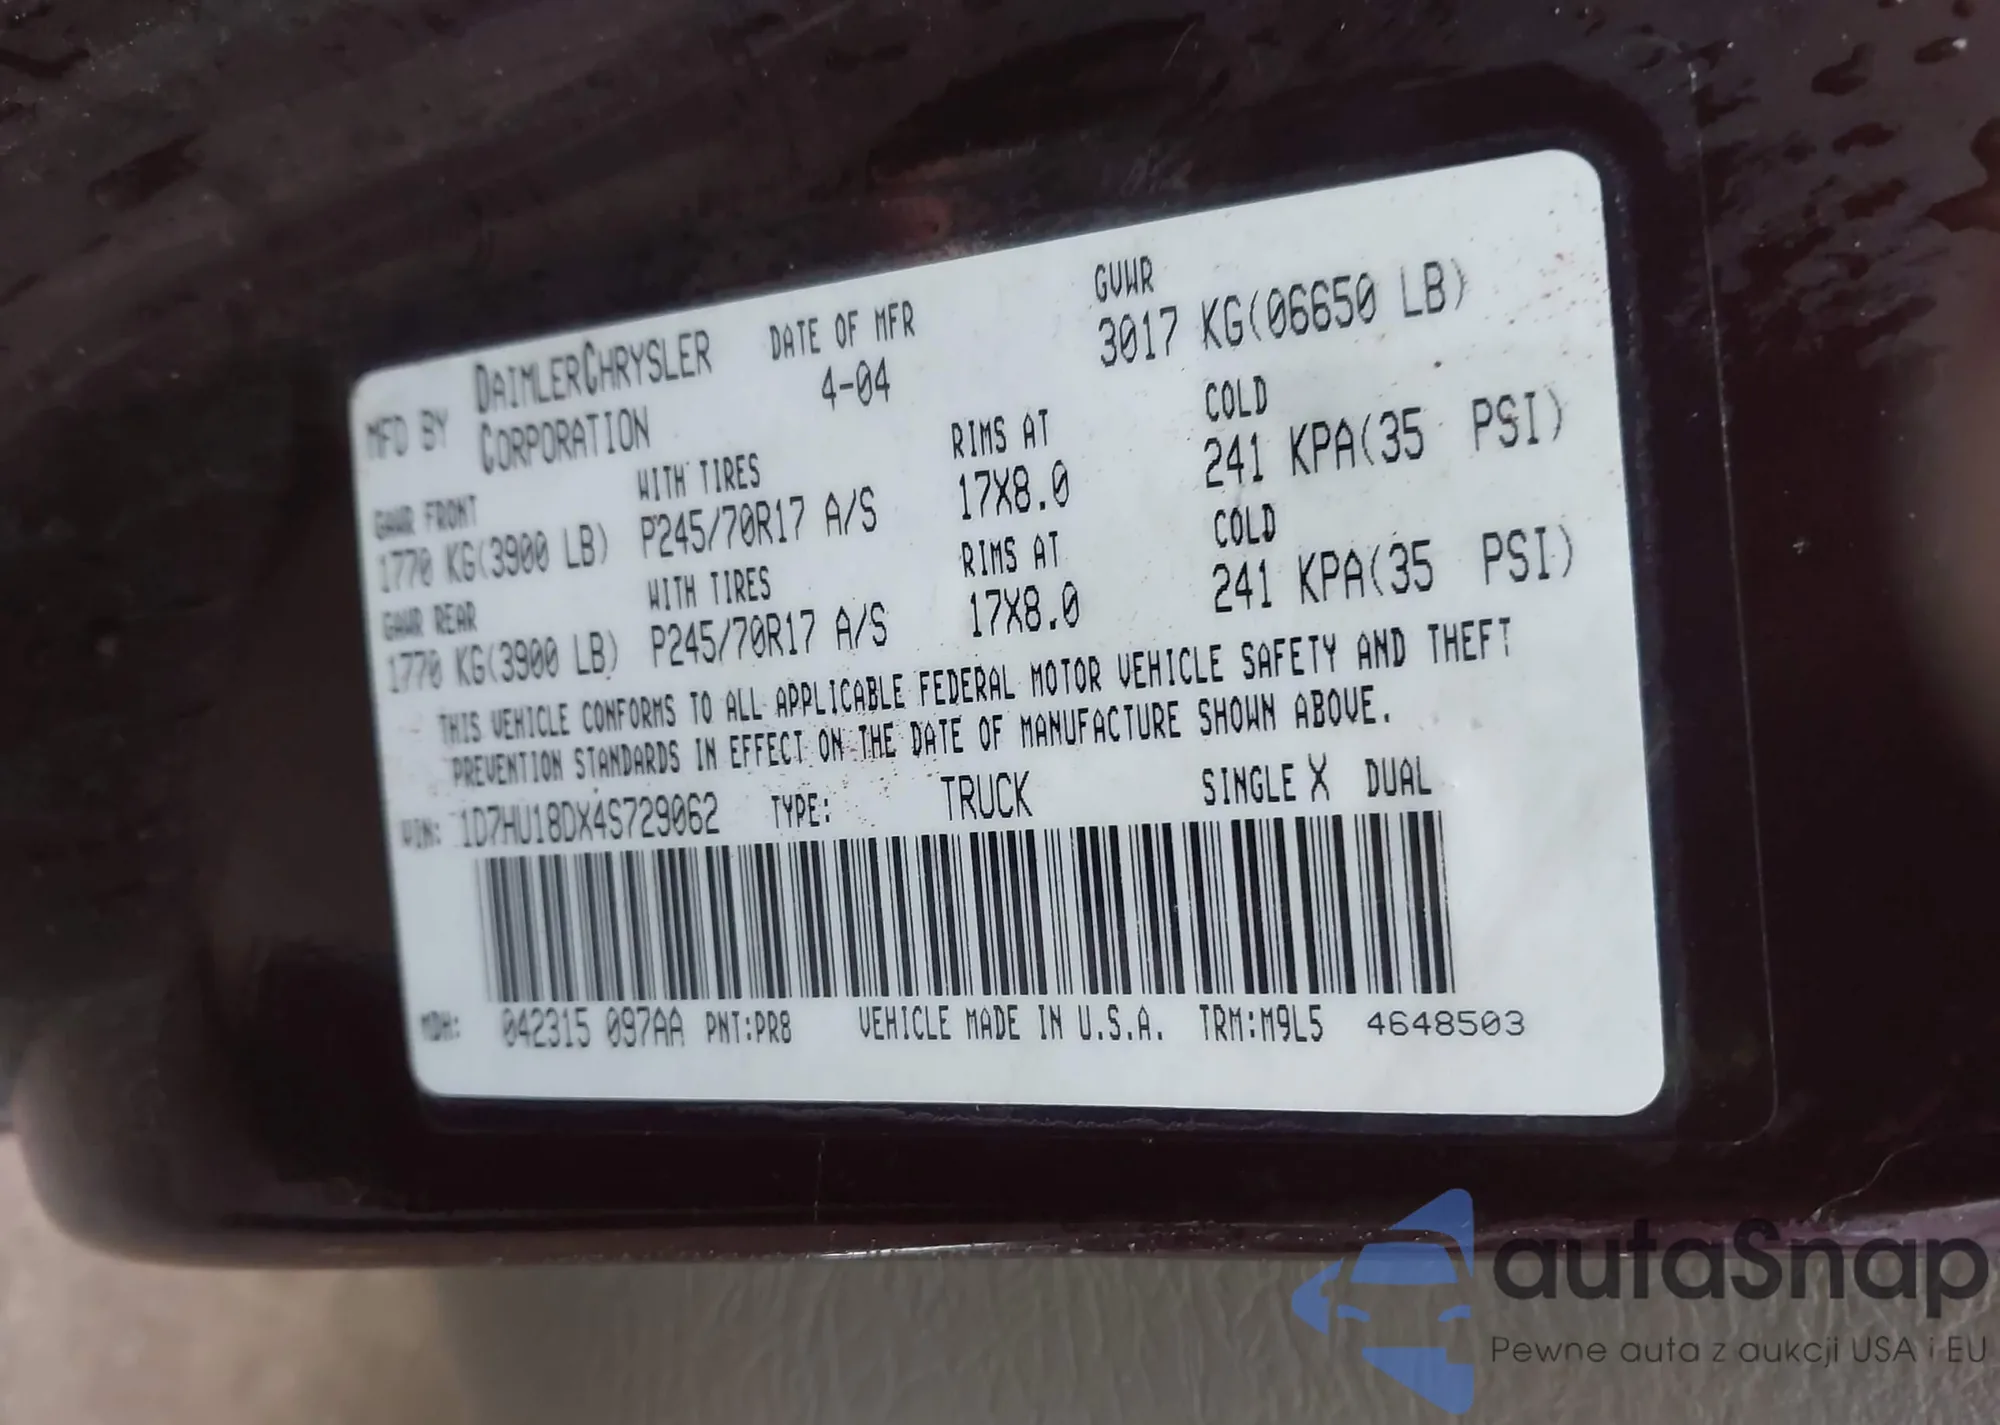 MFD BY DAIMLERCHRYSLER CORPORATION
DATE OF MFR 4-04
GVWR 3017 KG(06650 LB)
GAWR FRONT WITH TIRES RIMS AT COLD
1770 KG(3900 LB) P245/70R17 A/S 17X8.0 241 KPA(35 PSI)
GAWR REAR WITH TIRES RIMS AT COLD
1770 KG(3900 LB) P245/70R17 A/S 17X8.0 241 KPA(35 PSI)
THIS VEHICLE CONFORMS TO ALL APPLICABLE FEDERAL MOTOR VEHICLE SAFETY AND THEFT
PREVENTION STANDARDS IN EFFECT ON THE DATE OF MANUFACTURE SHOWN ABOVE.
VIN: 1D7HU18DX4S729062 TYPE: TRUCK SINGLE X DUAL
MDH: 042315 097AA PNT:PR8 VEHICLE MADE IN U.S.A. TRM:M9L5 4648503
autaSnap
Pewne auta z aukcji USA i EU